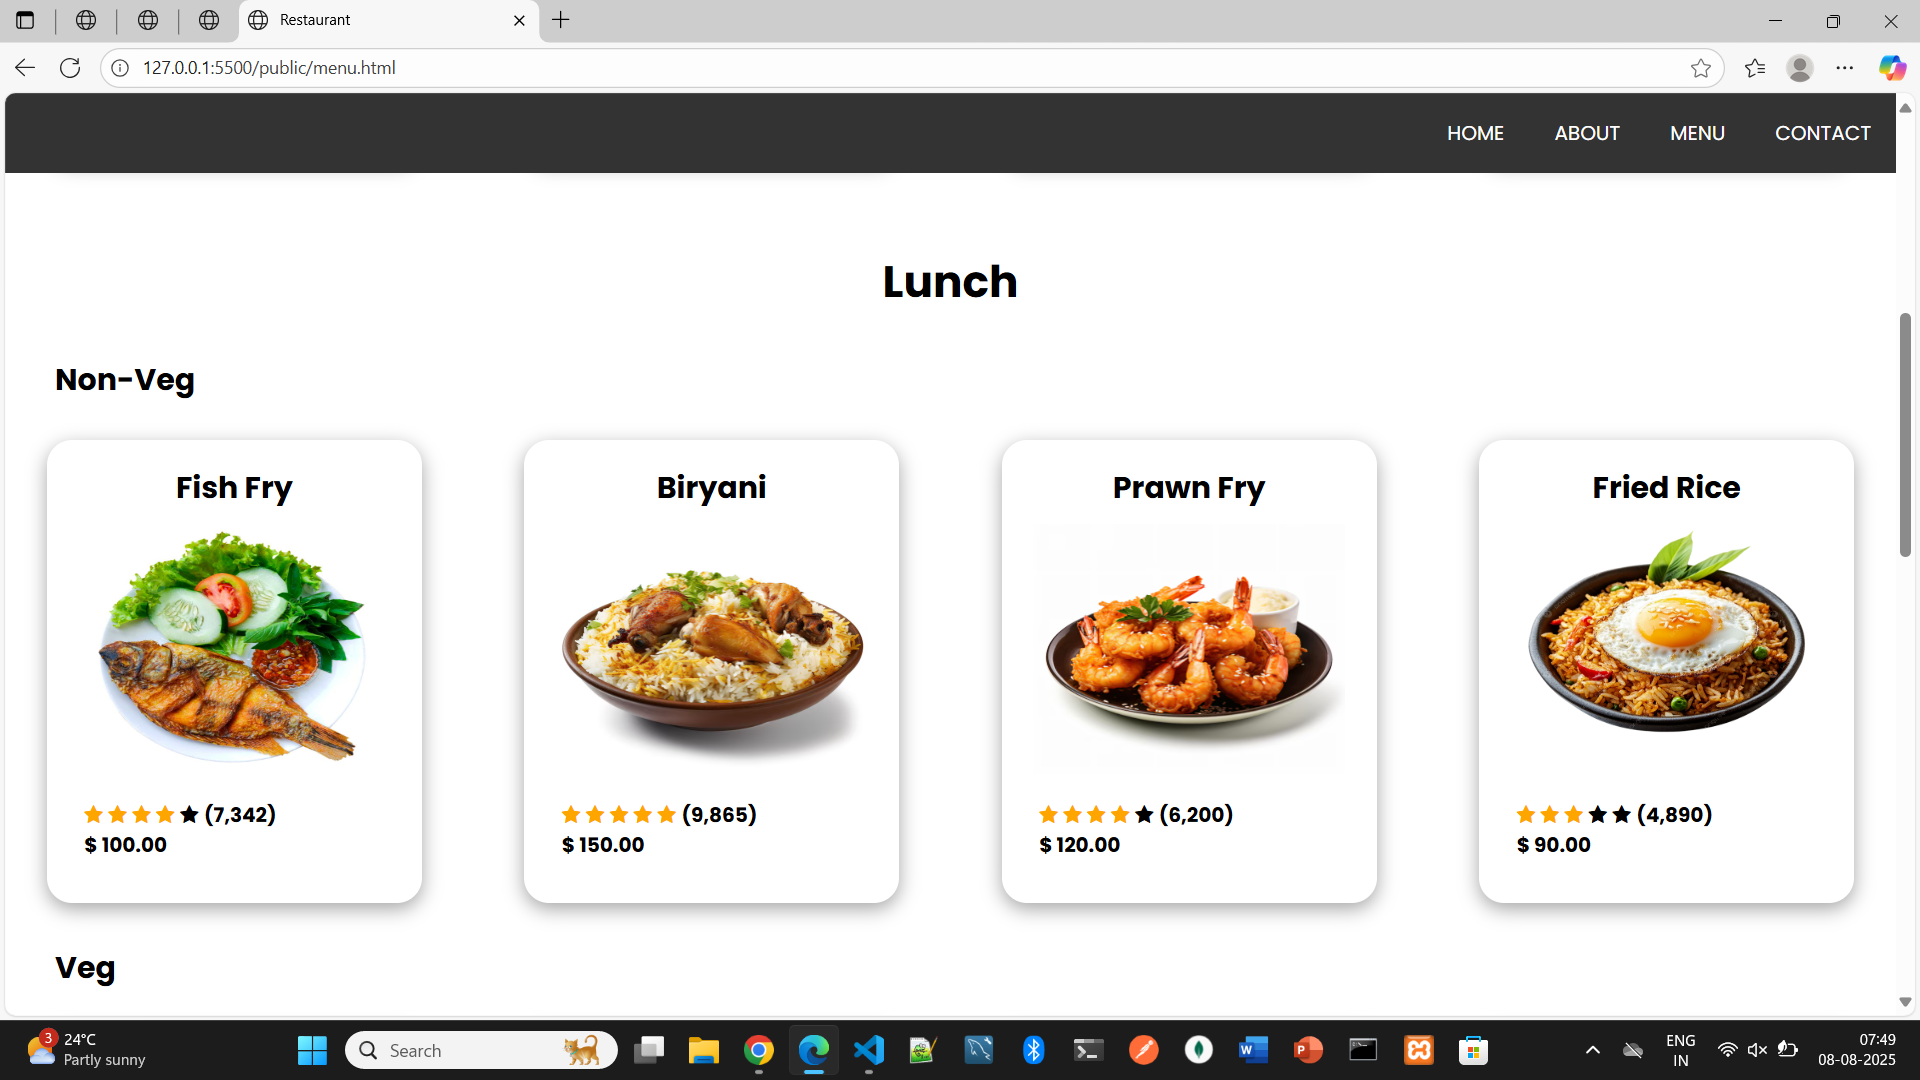 Restaurant
127.0.0.1:5500/public/menu.html
HOME ABOUT MENU CONTACT
Lunch
Non-Veg
Fish Fry
(7,342)
$ 100.00
Biryani
(9,865)
$ 150.00
Prawn Fry
(6,200)
$ 120.00
Fried Rice
(4,890)
$ 90.00
Veg
3
24°C
Partly sunny
Search
W
P
ENG
IN
07:49
08-08-2025